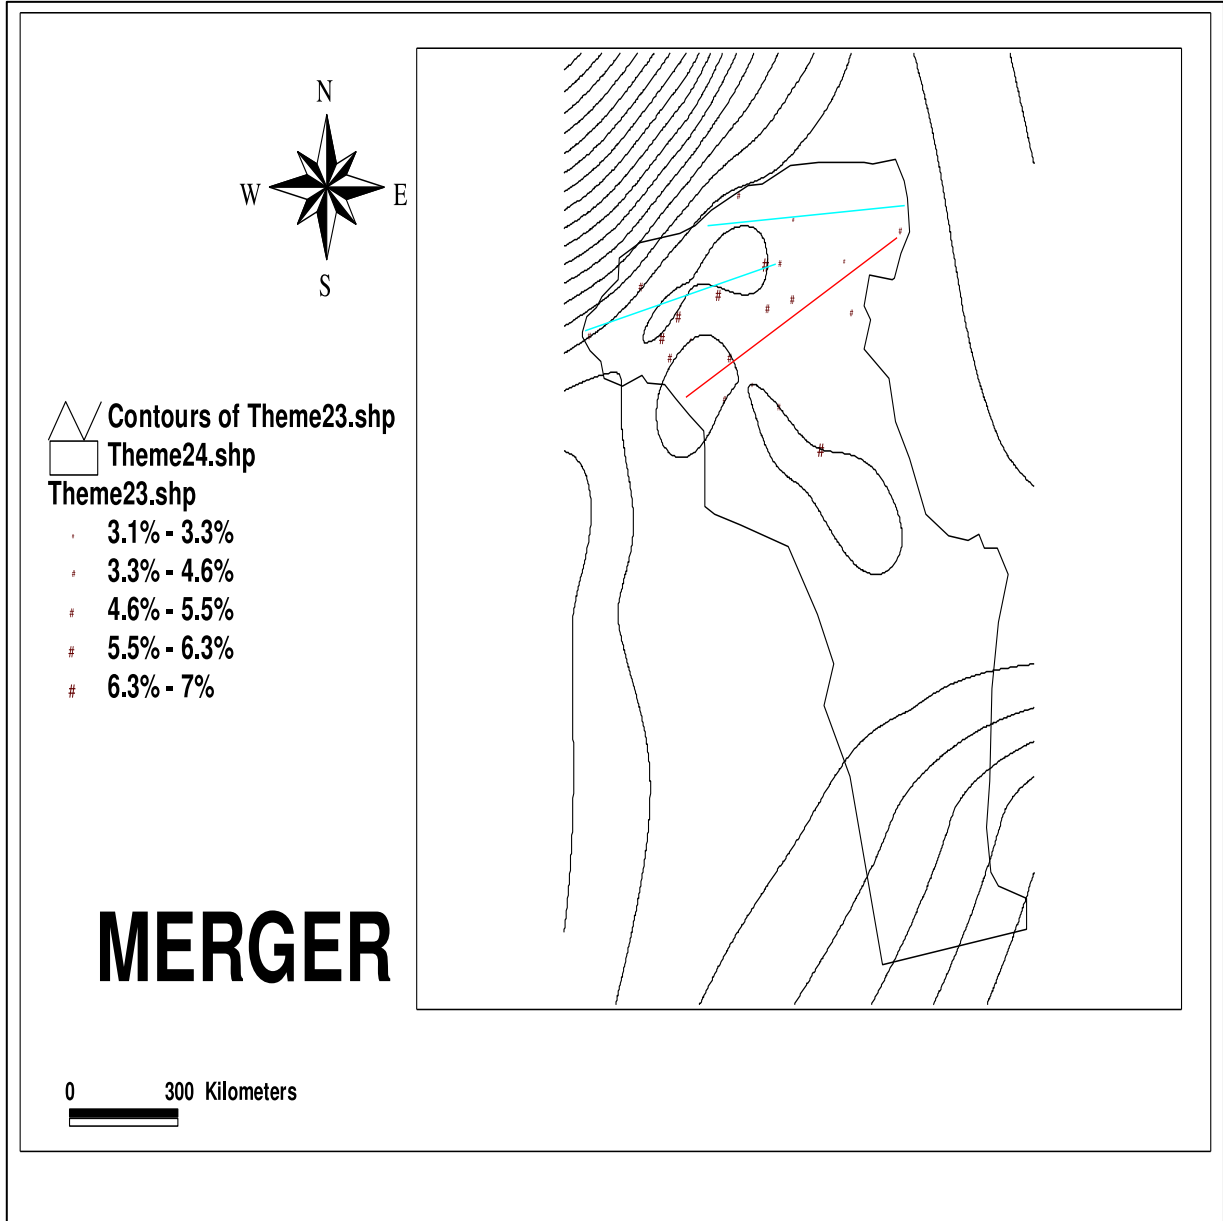 N
W E
S
Contours of Theme23.shp
Theme24.shp
Theme23.shp
# 3.1% - 3.3%
# 3.3% - 4.6%
# 4.6% - 5.5%
# 5.5% - 6.3%
# 6.3% - 7%
MERGER
0 300 Kilometers